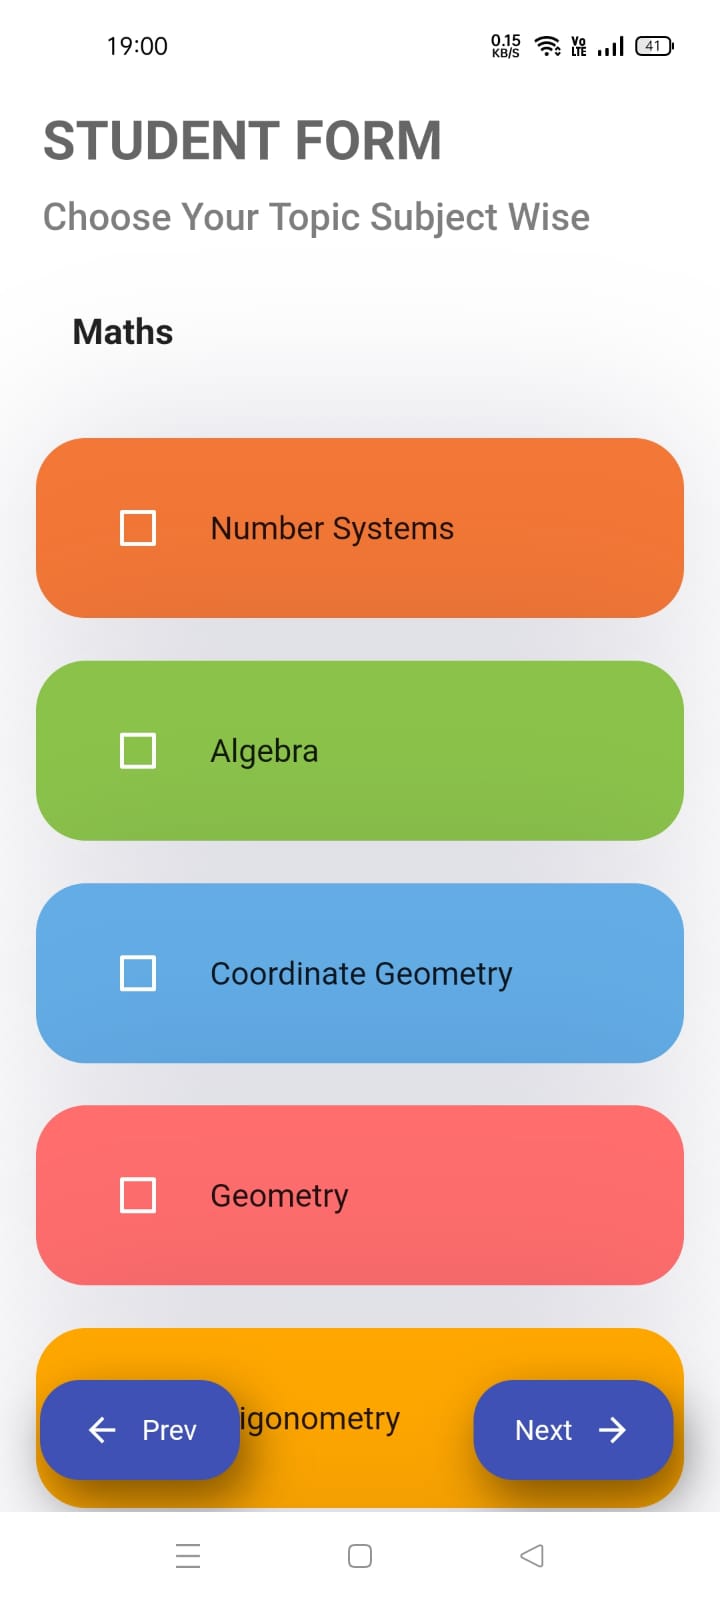 19:00
0.15
KB/S
Vo
LTE
41
STUDENT FORM
Choose Your Topic Subject Wise
Maths
Number Systems
Algebra
Coordinate Geometry
Geometry
igonometry
Prev
Next